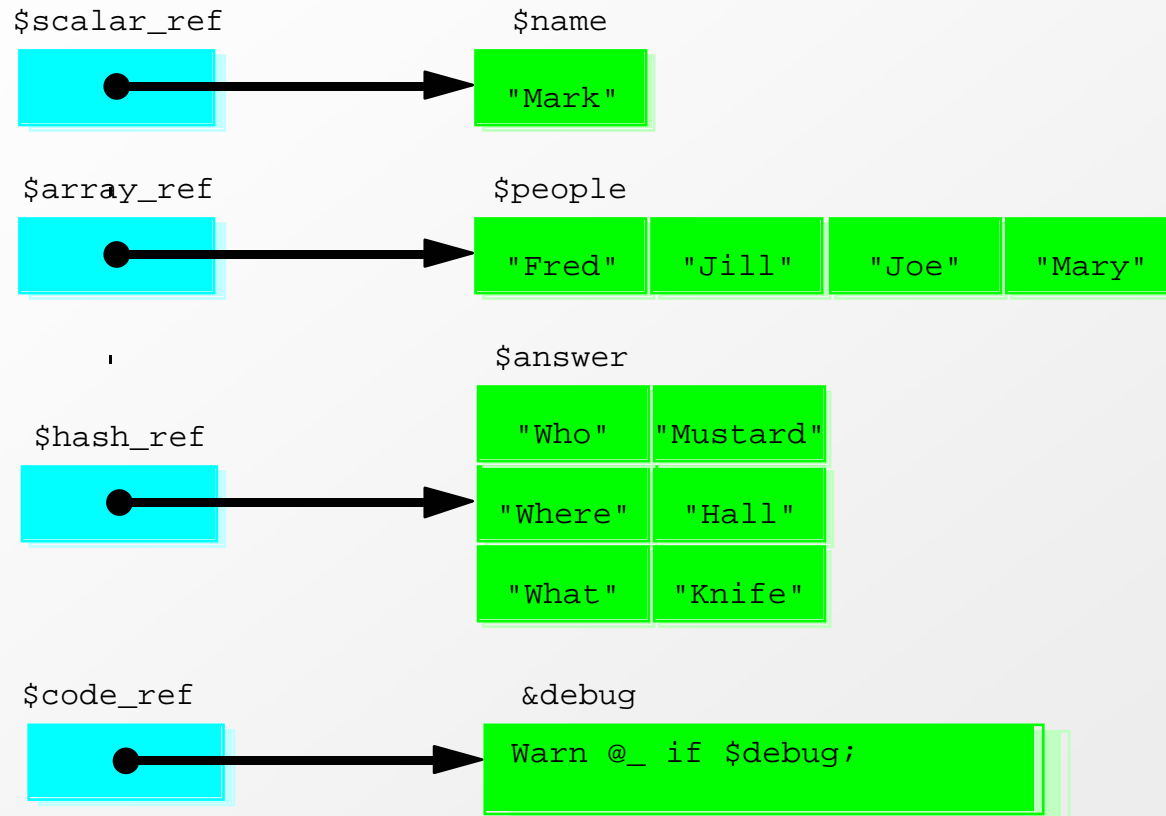 $scalar_ref $name
"Mark"
$array_ref $people
"Fred" "Jill" "Joe" "Mary"
$answer
"Who" "Mustard"
$hash_ref
"Where" "Hall"
"What" "Knife"
$code_ref &debug
Warn @_ if $debug;